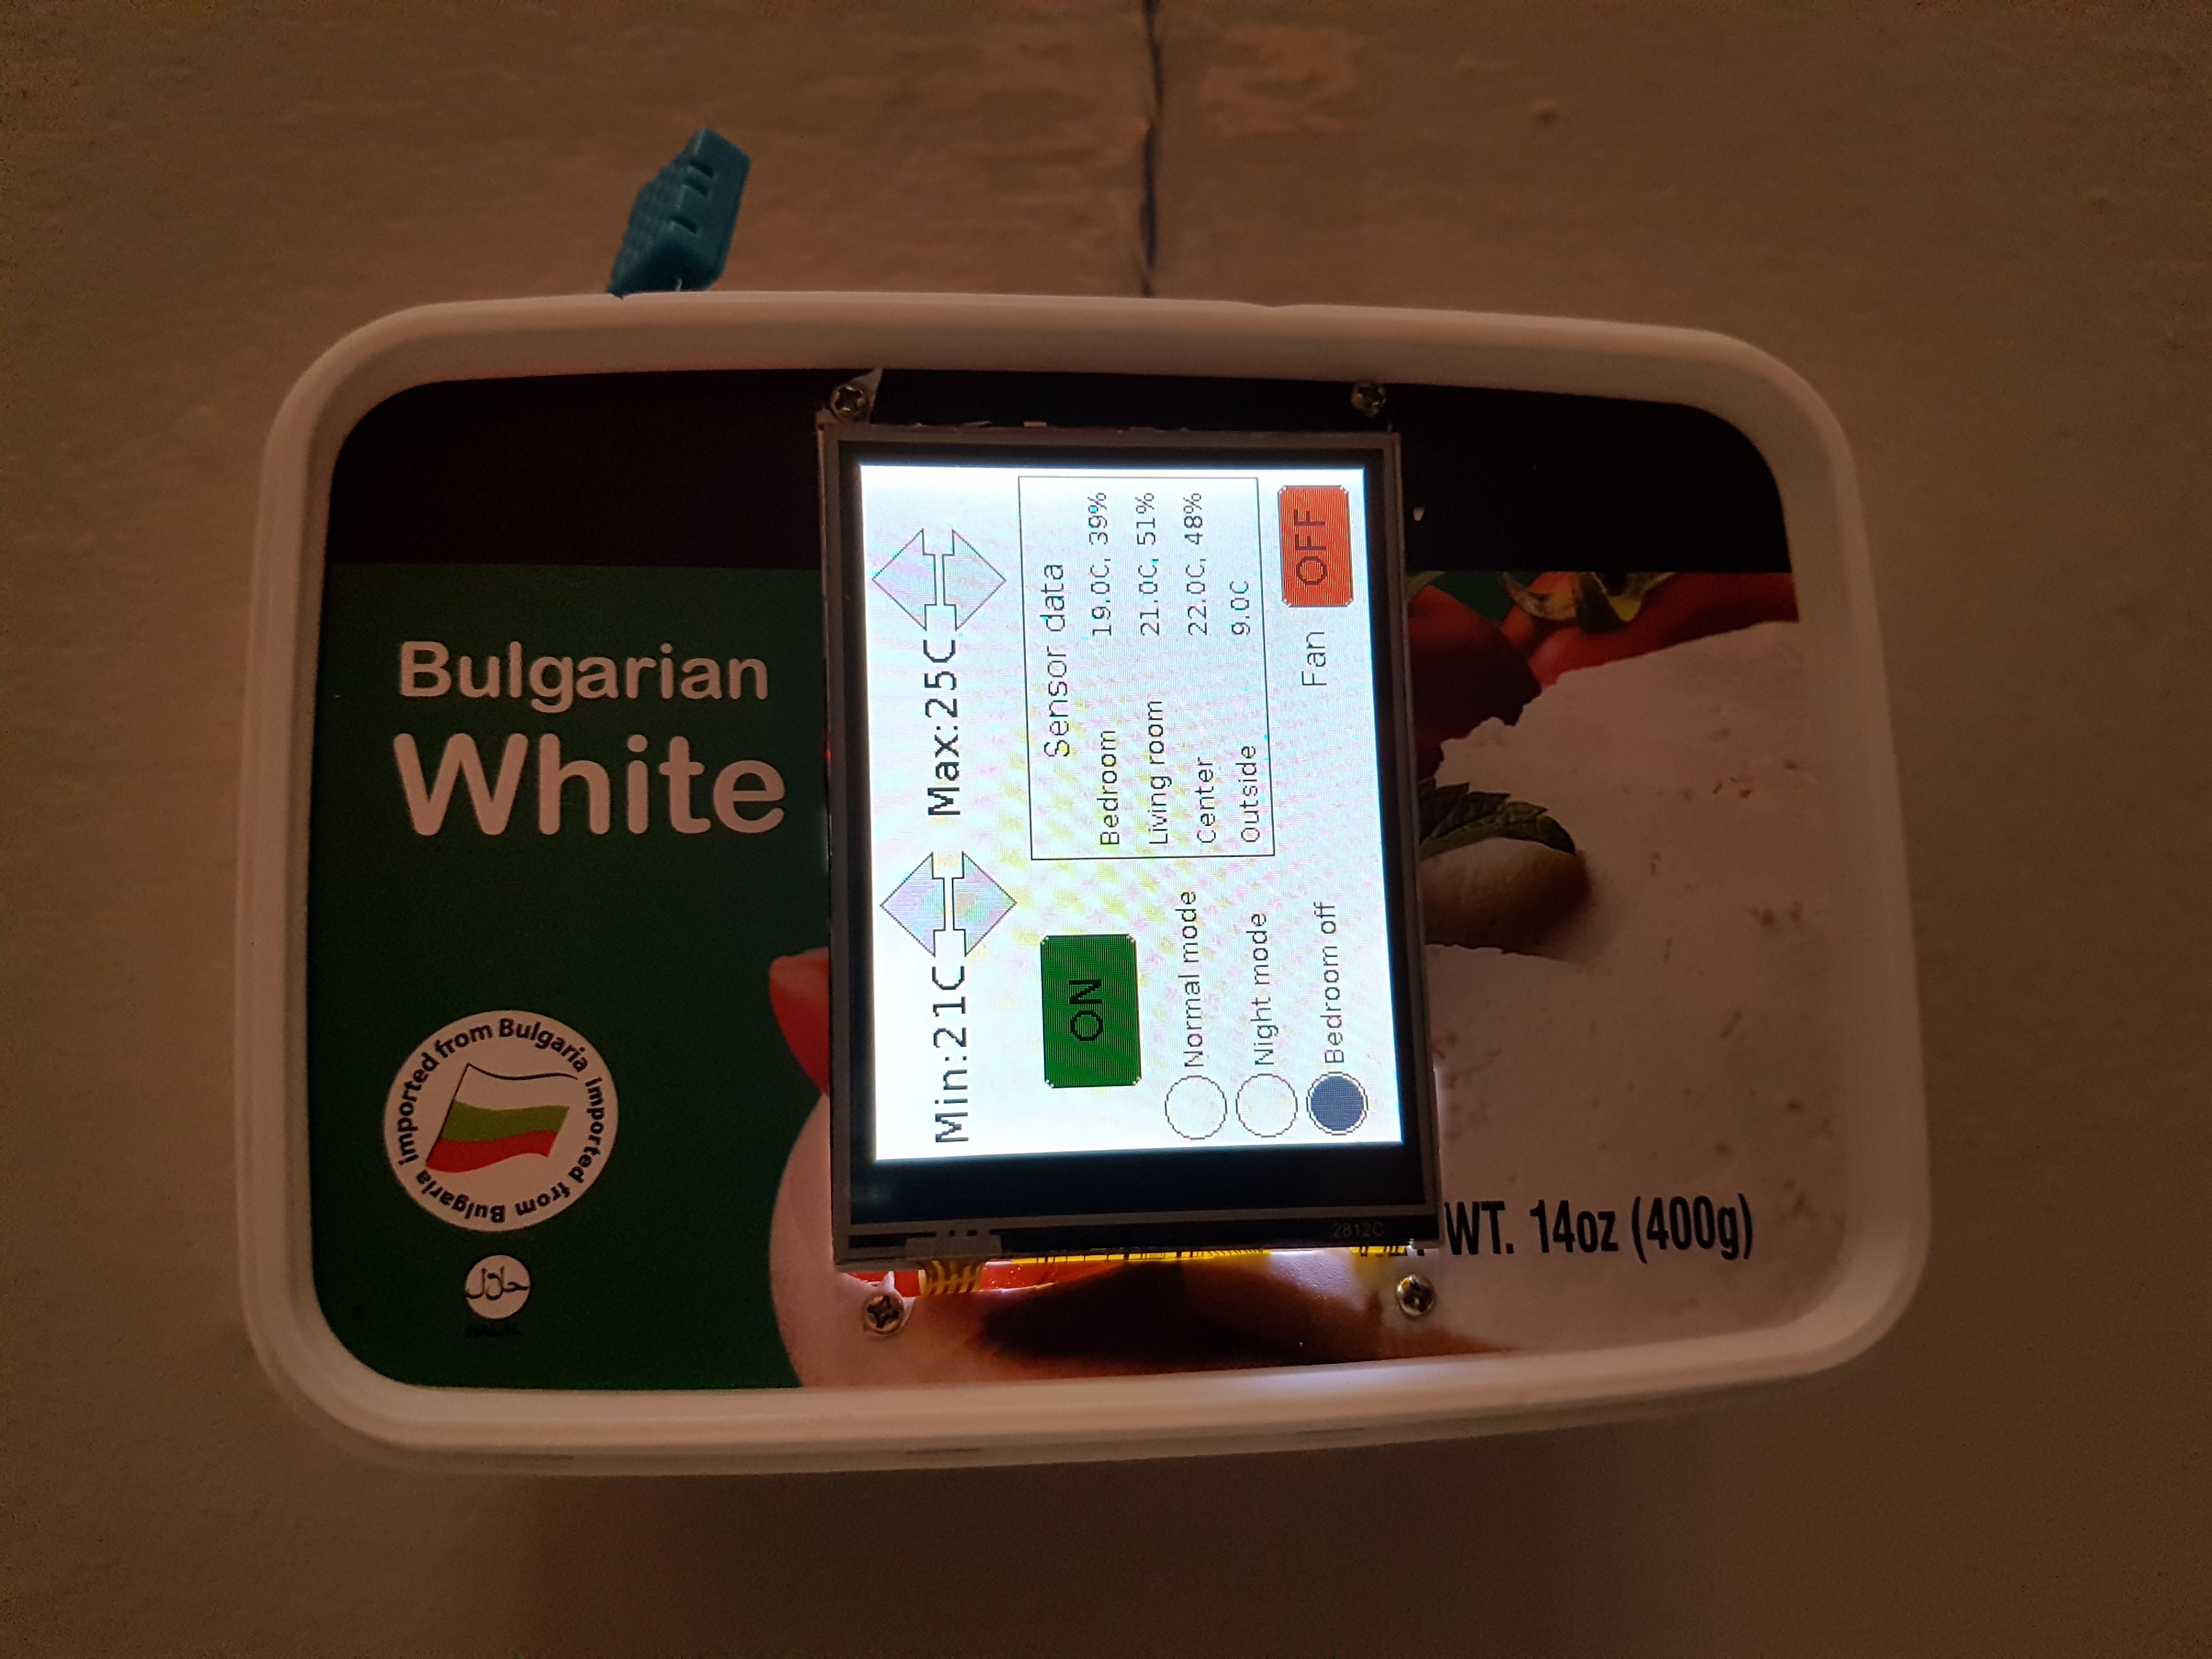 Bulgarian
White
imported from Bulgaria imported from Bulgaria
Min:21C
Max:25C
ON
Normal mode
Night mode
Bedroom off
Sensor data
Bedroom 19.0C, 39%
Living room 21.0C, 51%
Center 22.0C, 48%
Outside 9.0C
Fan OFF
2812C
WT. 14oz (400g)